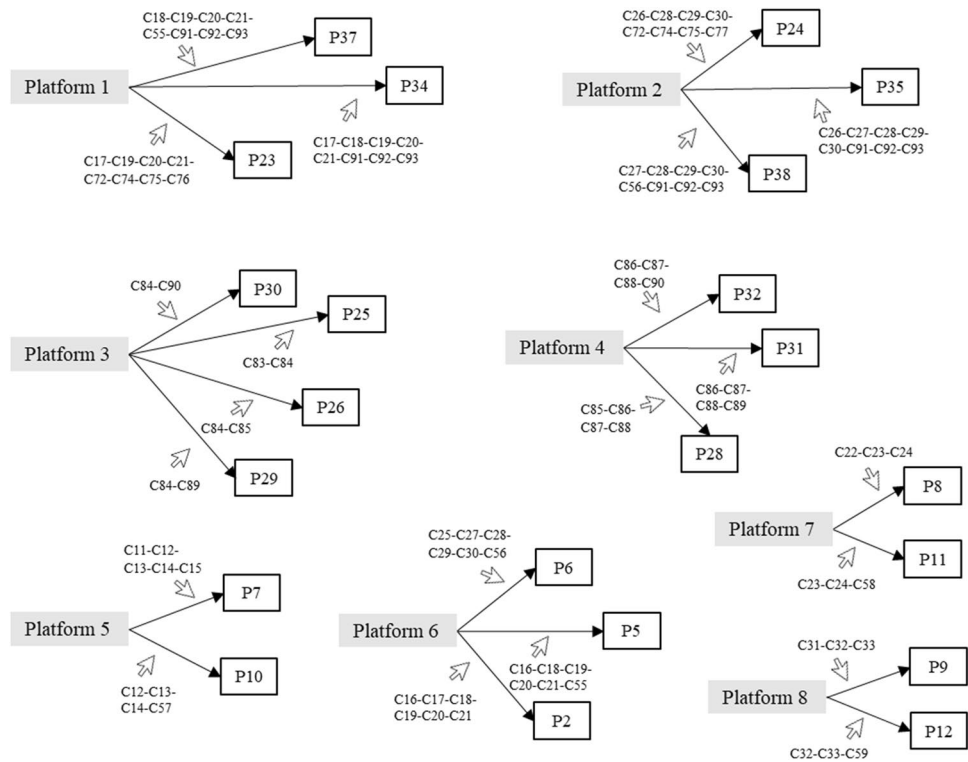 C18-C19-C20-C21-
C55-C91-C92-C93
P37
Platform 1
P34
C17-C19-C20-C21-
C72-C74-C75-C76
P23
C17-C18-C19-C20-
C21-C91-C92-C93
C26-C28-C29-C30-
C72-C74-C75-C77
P24
Platform 2
P35
C27-C28-C29-C30-
C56-C91-C92-C93
P38
C26-C27-C28-C29-
C30-C91-C92-C93
C84-C90
P30
P25
Platform 3
C83-C84
P26
C84-C85
C84-C89
P29
C86-C87-
C88-C90
P32
Platform 4
P31
C86-C87-
C88-C89
C85-C86-
C87-C88
P28
C11-C12-
C13-C14-C15
P7
Platform 5
C12-C13-
C14-C57
P10
C25-C27-C28-
C29-C30-C56
P6
Platform 6
P5
C16-C18-C19-
C20-C21-C55
C16-C17-C18-
C19-C20-C21
P2
C22-C23-C24
P8
Platform 7
P11
C23-C24-C58
C31-C32-C33
P9
Platform 8
P12
C32-C33-C59